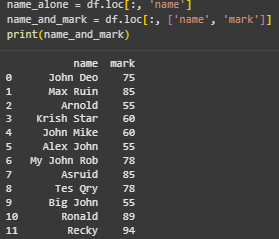 name_alone = df.loc[:, 'name']
name_and_mark = df.loc[:, ['name', 'mark']]
print(name_and_mark)
name mark
0 John Deo 75
1 Max Ruin 85
2 Arnold 55
3 Krish Star 60
4 John Mike 60
5 Alex John 55
6 My John Rob 78
7 Asruid 85
8 Tes Qry 78
9 Big John 55
10 Ronald 89
11 Recky 94